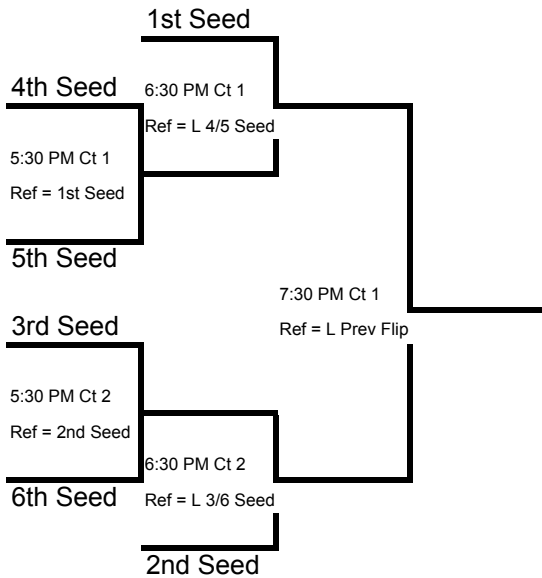 1st Seed
4th Seed
6:30 PM Ct 1
Ref = L 4/5 Seed
5:30 PM Ct 1
Ref = 1st Seed
5th Seed
7:30 PM Ct 1
Ref = L Prev Flip
3rd Seed
5:30 PM Ct 2
Ref = 2nd Seed
6:30 PM Ct 2
Ref = L 3/6 Seed
6th Seed
2nd Seed